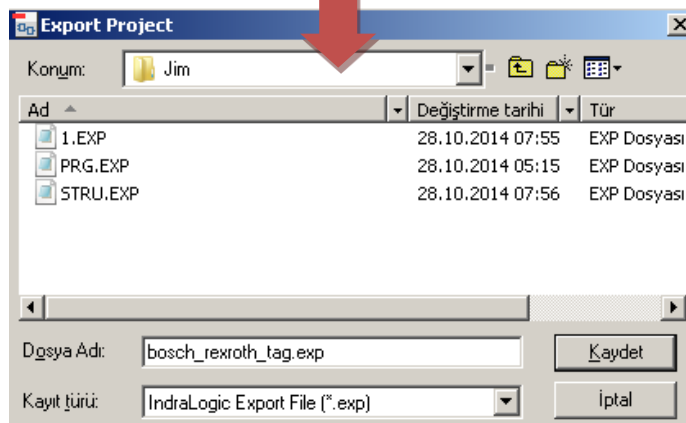 Export Project
Konum: Jim
Ad Değiştirme tarihi Tür
1.EXP 28.10.2014 07:55 EXP Dosyası
PRG.EXP 28.10.2014 05:15 EXP Dosyası
STRU.EXP 28.10.2014 07:56 EXP Dosyası
Dosya Adı: bosch_rexroth_tag.exp Kaydet
Kayıt türü: IndraLogic Export File (*.exp) İptal